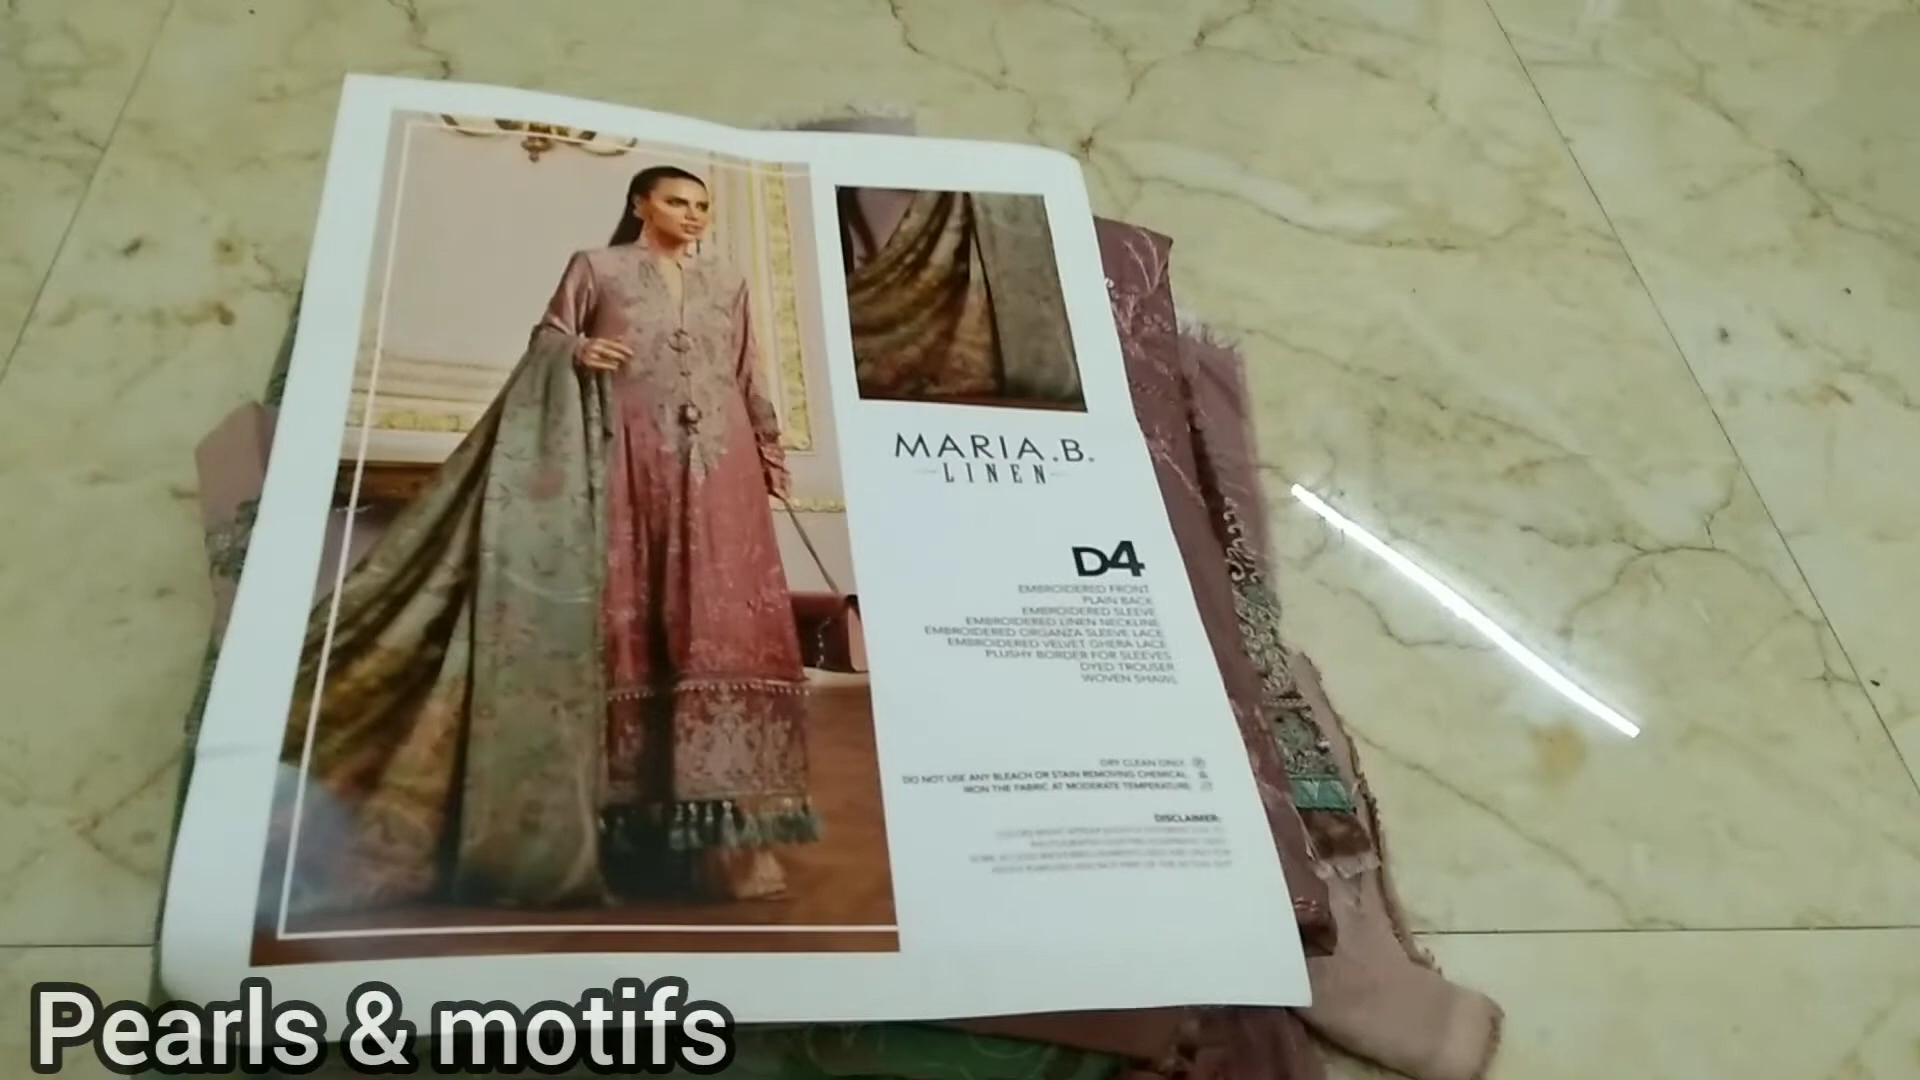 MARIA.B.
LINEN
D4
EMBROIDERED FRONT
PLAIN BACK
EMBROIDERED SLEEVE
EMBROIDERED LINEN NECKLINE
EMBROIDERED ORGANZA SLEEVE LACE
EMBROIDERED VELVET GHERA LACE
PLUSHY BORDER FOR SLEEVES
DYED TROUSER
WOVEN SHAWL
DRY CLEAN ONLY.
DO NOT USE ANY BLEACH OR STAIN REMOVING CHEMICAL.
IRON THE FABRIC AT MODERATE TEMPERATURE.
DISCLAIMER:
Pearls & motifs